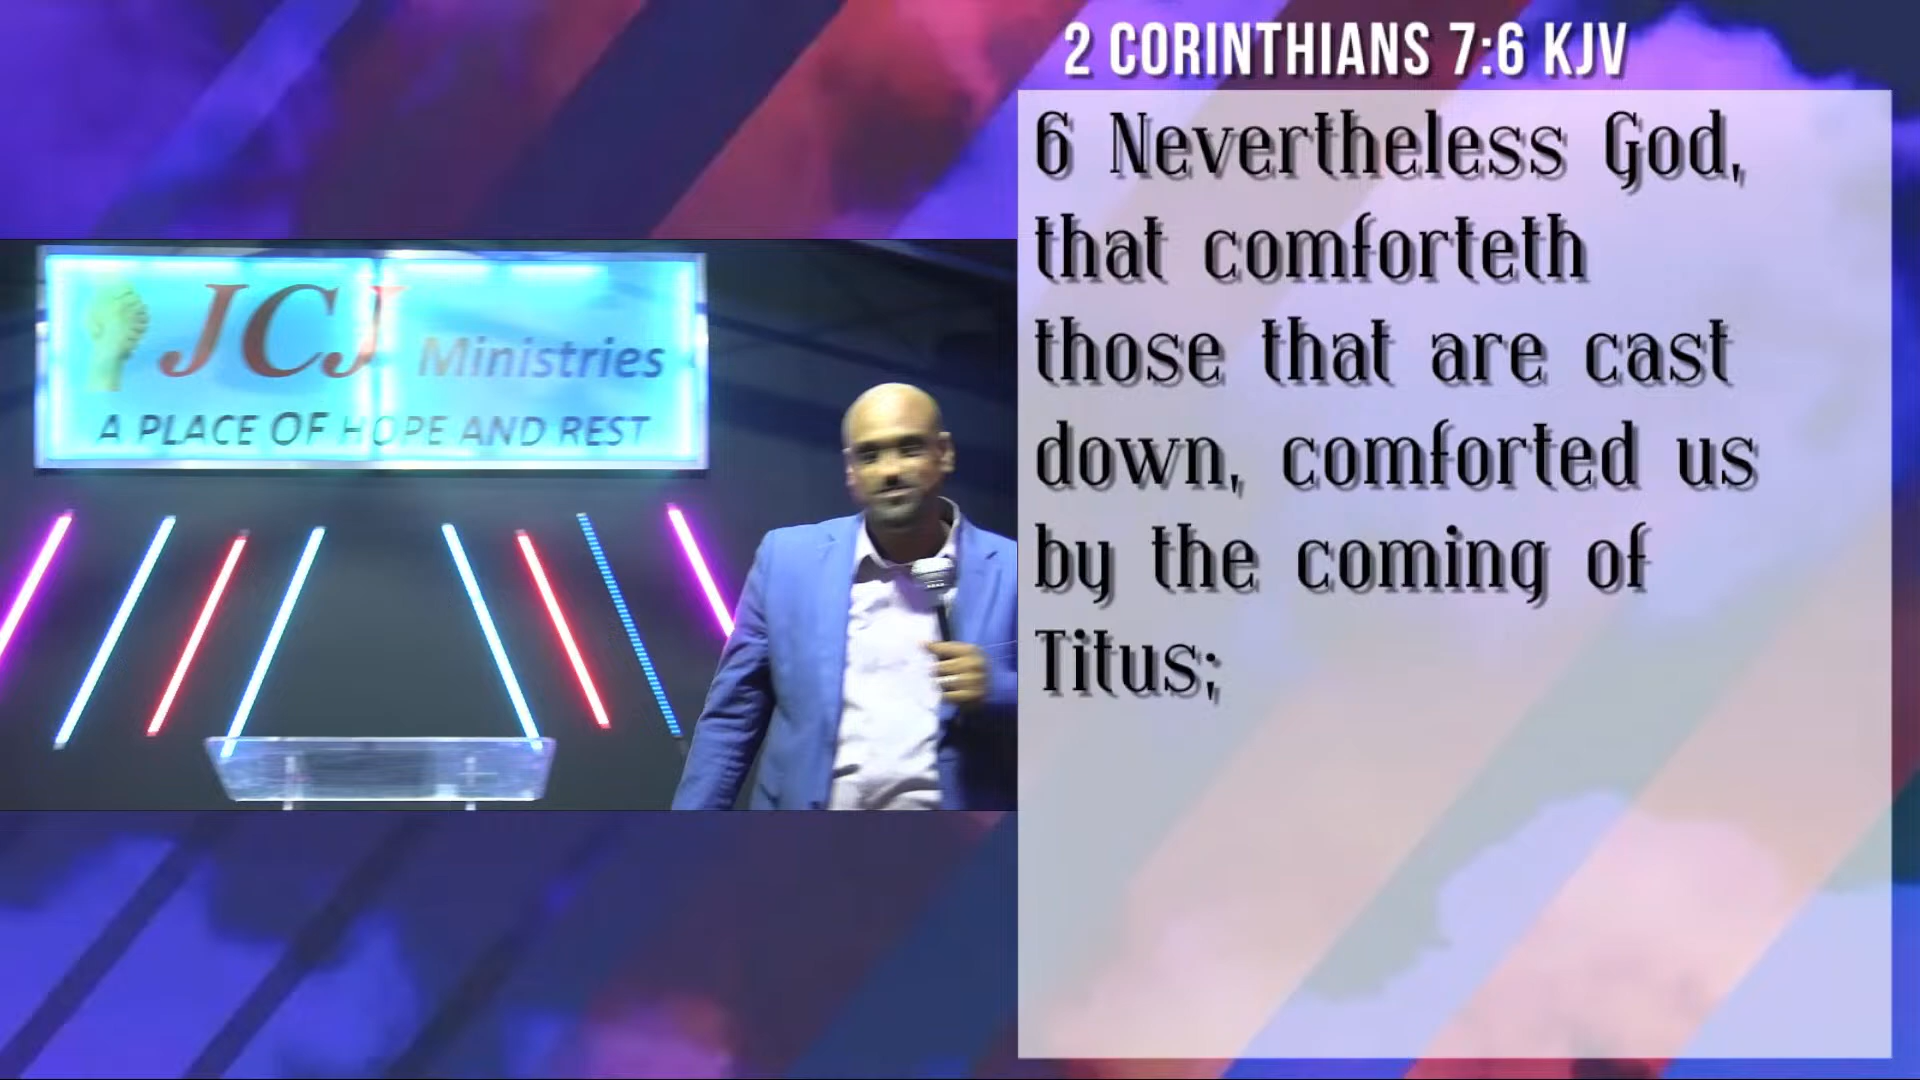 2 CORINTHIANS 7:6 KJV
6 Nevertheless God,
that comforteth
those that are cast
down, comforted us
by the coming of
Titus;
JCJ Ministries
A PLACE OF HOPE AND REST